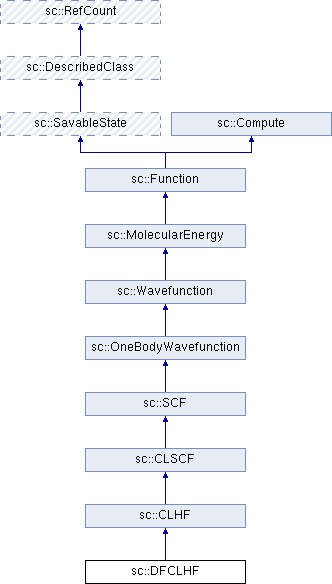 sc::RefCount
sc::DescribedClass
sc::SavableState
sc::Compute
sc::Function
sc::MolecularEnergy
sc::Wavefunction
sc::OneBodyWavefunction
sc::SCF
sc::CLSCF
sc::CLHF
sc::DFCLHF